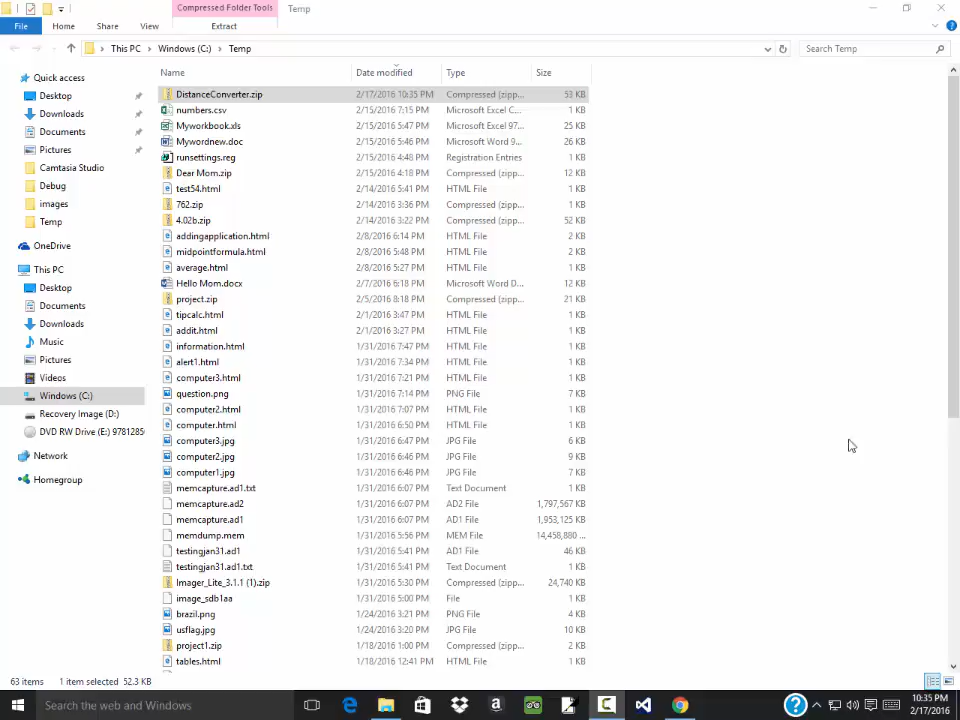 Compressed Folder Tools
Temp
File
Home
Share
View
Extract
This PC
Windows (C:)
Temp
Search Temp
Name
Date modified
Type
Size
Quick access
Desktop
Downloads
Documents
Pictures
Camtasia Studio
Debug
images
Temp
OneDrive
This PC
Desktop
Documents
Downloads
Music
Pictures
Videos
Windows (C:)
Recovery Image (D:)
DVD RW Drive (E:) 9781285
Network
Homegroup
DistanceConverter.zip 2/17/2016 10:35 PM Compressed (zipp... 53 KB
numbers.csv 2/15/2016 7:15 PM Microsoft Excel C... 1 KB
Myworkbook.xls 2/15/2016 5:47 PM Microsoft Excel 97... 25 KB
Mywordnew.doc 2/15/2016 5:46 PM Microsoft Word 9... 26 KB
runsettings.reg 2/15/2016 4:48 PM Registration Entries 1 KB
Dear Mom.zip 2/15/2016 4:18 PM Compressed (zipp... 12 KB
test54.html 2/14/2016 5:41 PM HTML File 1 KB
762.zip 2/14/2016 3:36 PM Compressed (zipp... 1 KB
4.02b.zip 2/14/2016 3:22 PM Compressed (zipp... 52 KB
addingapplication.html 2/8/2016 6:14 PM HTML File 2 KB
midpointformula.html 2/8/2016 5:48 PM HTML File 2 KB
average.html 2/8/2016 5:27 PM HTML File 1 KB
Hello Mom.docx 2/7/2016 6:18 PM Microsoft Word D... 12 KB
project.zip 2/5/2016 8:18 PM Compressed (zipp... 21 KB
tipcalc.html 2/1/2016 3:47 PM HTML File 1 KB
addit.html 2/1/2016 3:27 PM HTML File 1 KB
information.html 1/31/2016 7:47 PM HTML File 1 KB
alert1.html 1/31/2016 7:34 PM HTML File 1 KB
computer3.html 1/31/2016 7:21 PM HTML File 1 KB
question.png 1/31/2016 7:14 PM PNG File 7 KB
computer2.html 1/31/2016 7:07 PM HTML File 1 KB
computer.html 1/31/2016 6:50 PM HTML File 1 KB
computer3.jpg 1/31/2016 6:47 PM JPG File 6 KB
computer2.jpg 1/31/2016 6:46 PM JPG File 9 KB
computer1.jpg 1/31/2016 6:46 PM JPG File 7 KB
memcapture.ad1.txt 1/31/2016 6:07 PM Text Document 1 KB
memcapture.ad2 1/31/2016 6:07 PM AD2 File 1,797,567 KB
memcapture.ad1 1/31/2016 6:07 PM AD1 File 1,953,125 KB
memdump.mem 1/31/2016 5:56 PM MEM File 14,458,880 ...
testingjan31.ad1 1/31/2016 5:41 PM AD1 File 46 KB
testingjan31.ad1.txt 1/31/2016 5:41 PM Text Document 1 KB
Imager_Lite_3.1.1 (1).zip 1/31/2016 5:30 PM Compressed (zipp... 24,740 KB
image_sdb1aa 1/31/2016 5:00 PM File 1 KB
brazil.png 1/24/2016 3:21 PM PNG File 4 KB
usflag.jpg 1/24/2016 3:20 PM JPG File 10 KB
project1.zip 1/18/2016 1:00 PM Compressed (zipp... 2 KB
tables.html 1/18/2016 12:41 PM HTML File 1 KB
63 items 1 item selected 52.3 KB
Search the web and Windows
10:35 PM
2/17/2016